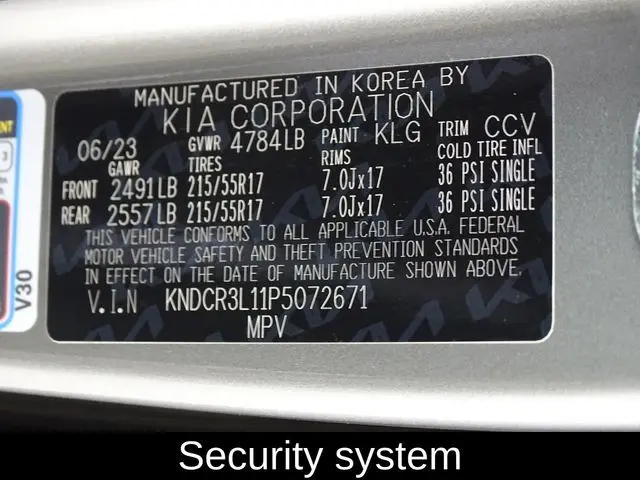 MANUFACTURED IN KOREA BY
KIA CORPORATION
06/23 GVWR 4784LB PAINT KLG TRIM CCV
GAWR TIRES RIMS COLD TIRE INFL
FRONT 2491LB 215/55R17 7.0Jx17 36 PSI SINGLE
REAR 2557LB 215/55R17 7.0Jx17 36 PSI SINGLE
THIS VEHICLE CONFORMS TO ALL APPLICABLE U.S.A. FEDERAL
MOTOR VEHICLE SAFETY AND THEFT PREVENTION STANDARDS
IN EFFECT ON THE DATE OF MANUFACTURE SHOWN ABOVE.
V.I.N KNDCR3L11P5072671
MPV
V30
Security system